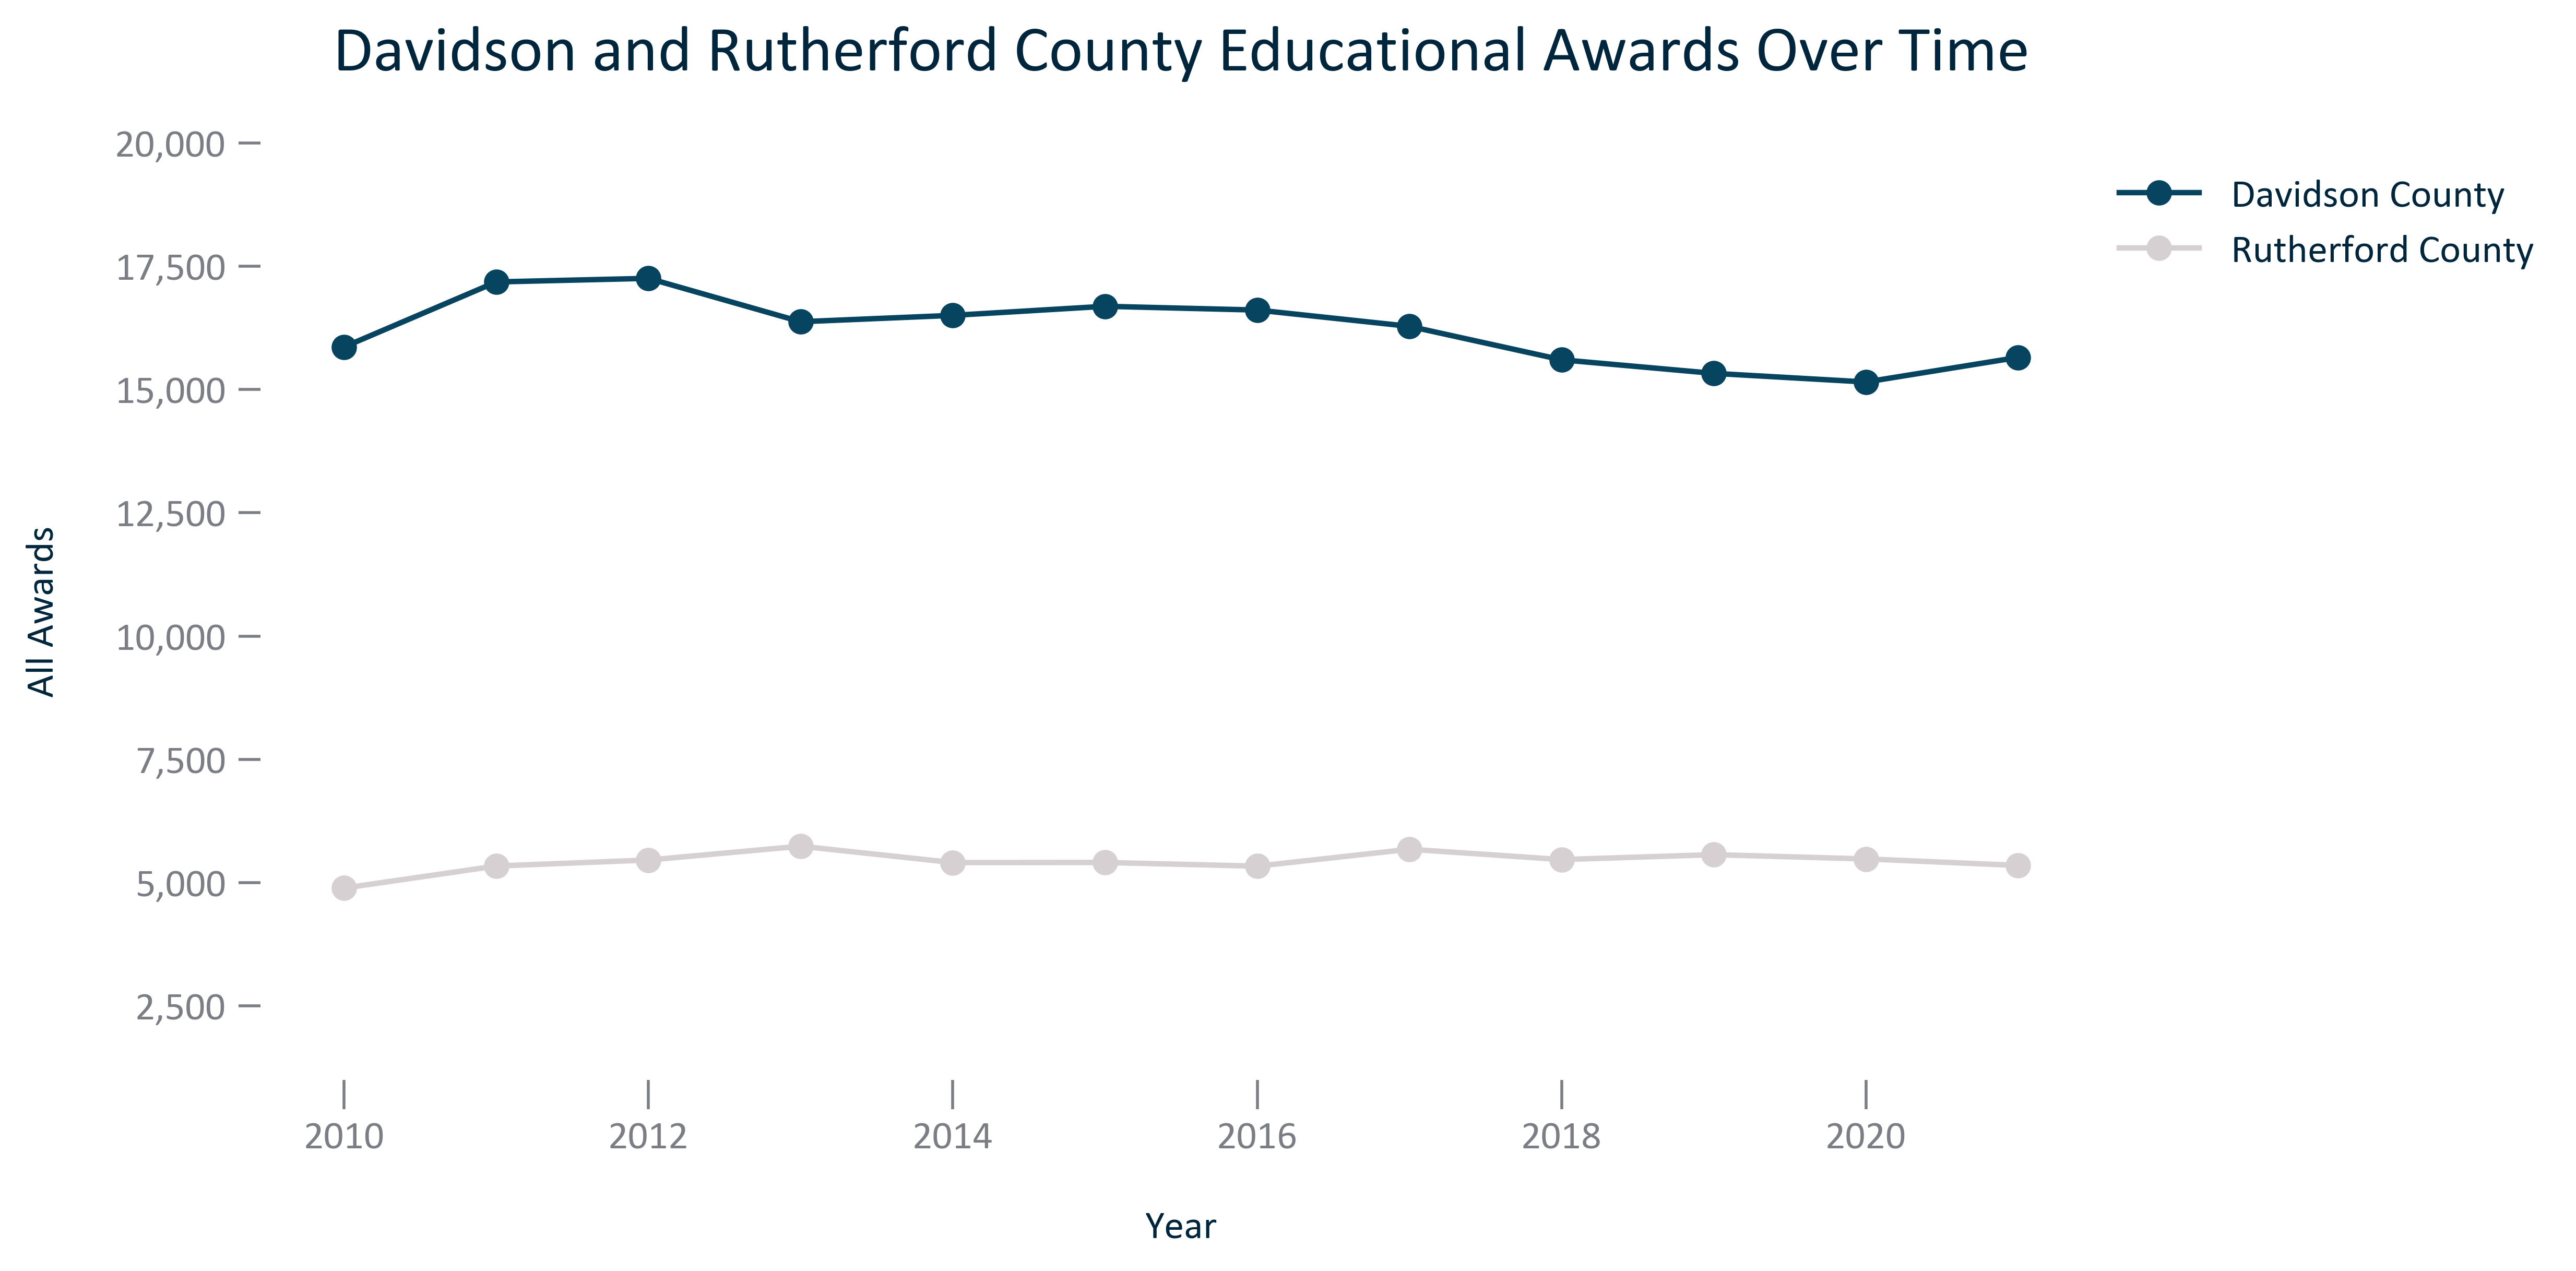 Davidson and Rutherford County Educational Awards Over Time
20,000
17,500
15,000
12,500
10,000
7,500
5,000
2,500
All Awards
Davidson County
Rutherford County
2010 2012 2014 2016 2018 2020
Year